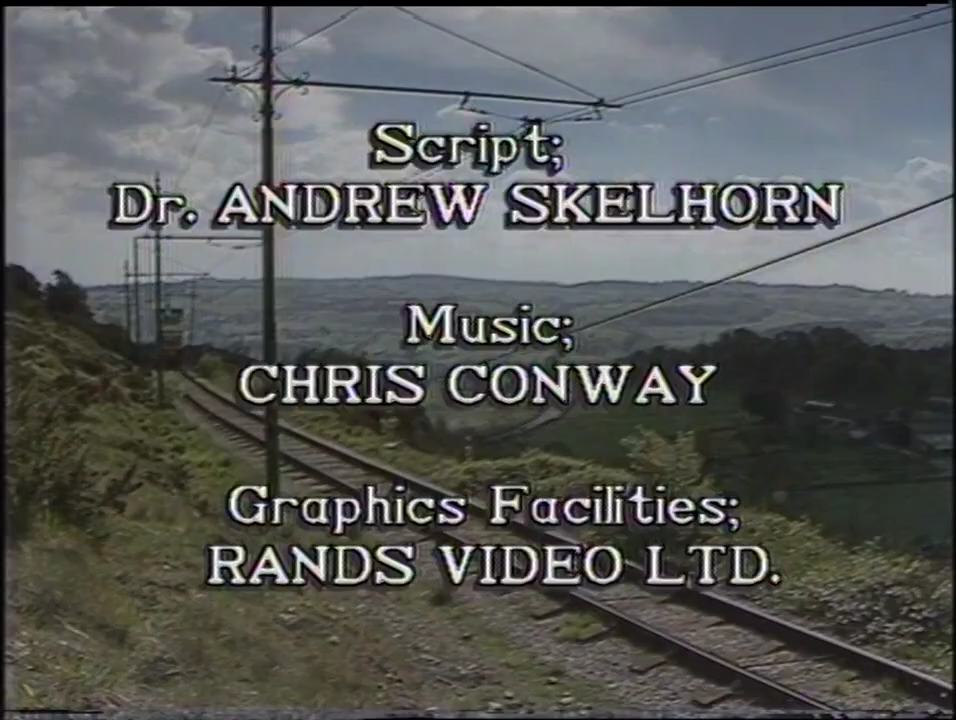 Script;
Dr. ANDREW SKELHORN
Music;
CHRIS CONWAY
Graphics Facilities;
RANDS VIDEO LTD.